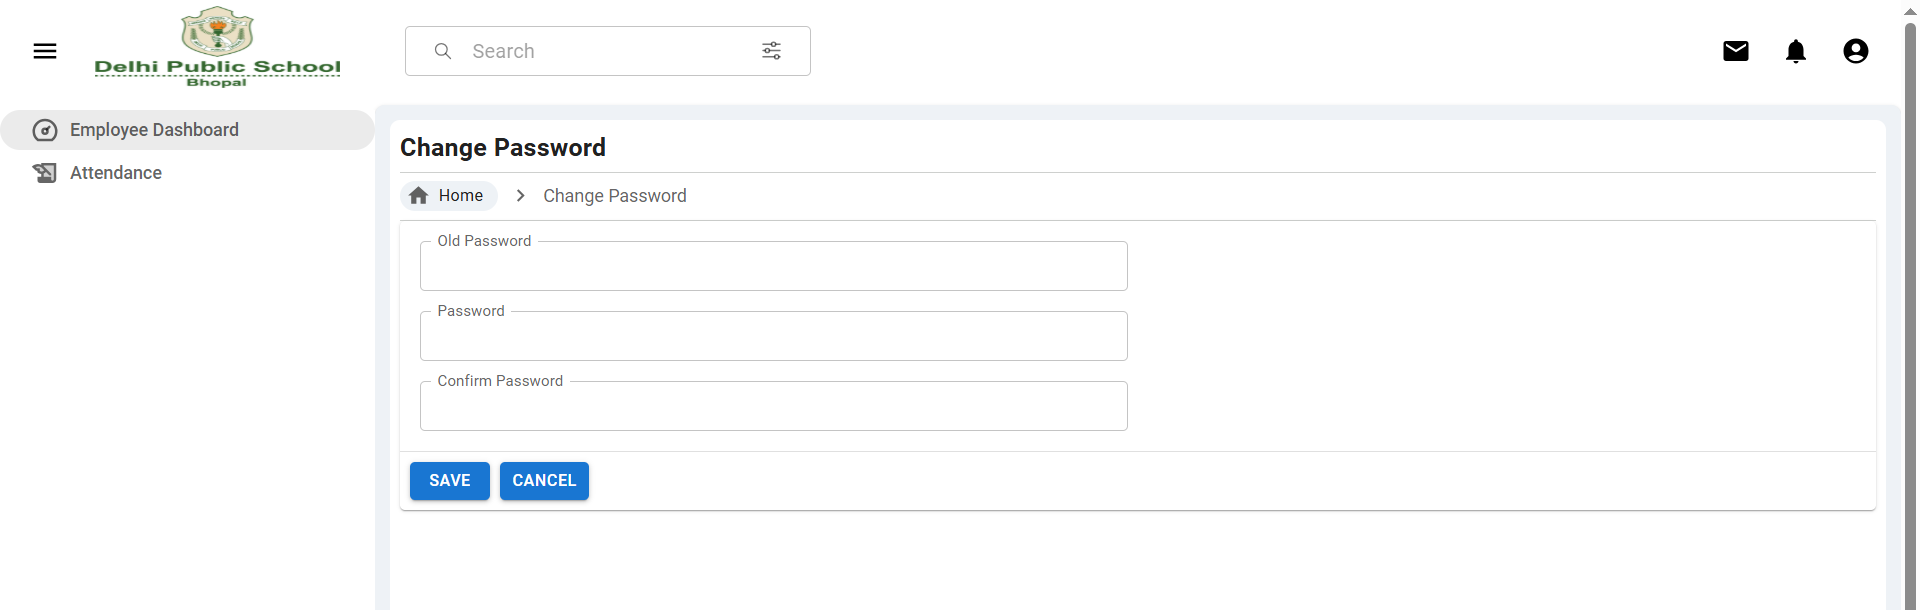 Delhi Public School
Bhopal
Search
Employee Dashboard
Attendance
Change Password
Home > Change Password
Old Password
Password
Confirm Password
SAVE CANCEL